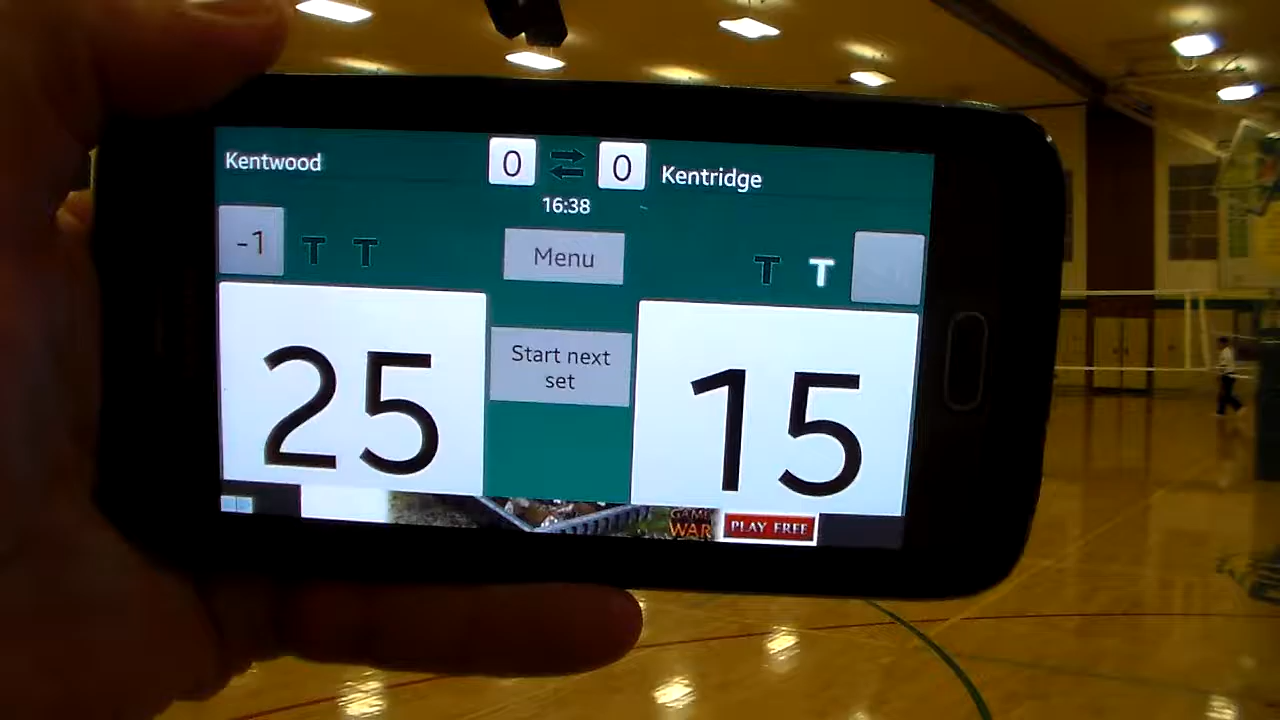 Kentwood
0
0
Kentridge
16:38
-1
T T
Menu
T T
25
Start next
set
15
GAME
WAR
PLAY FREE